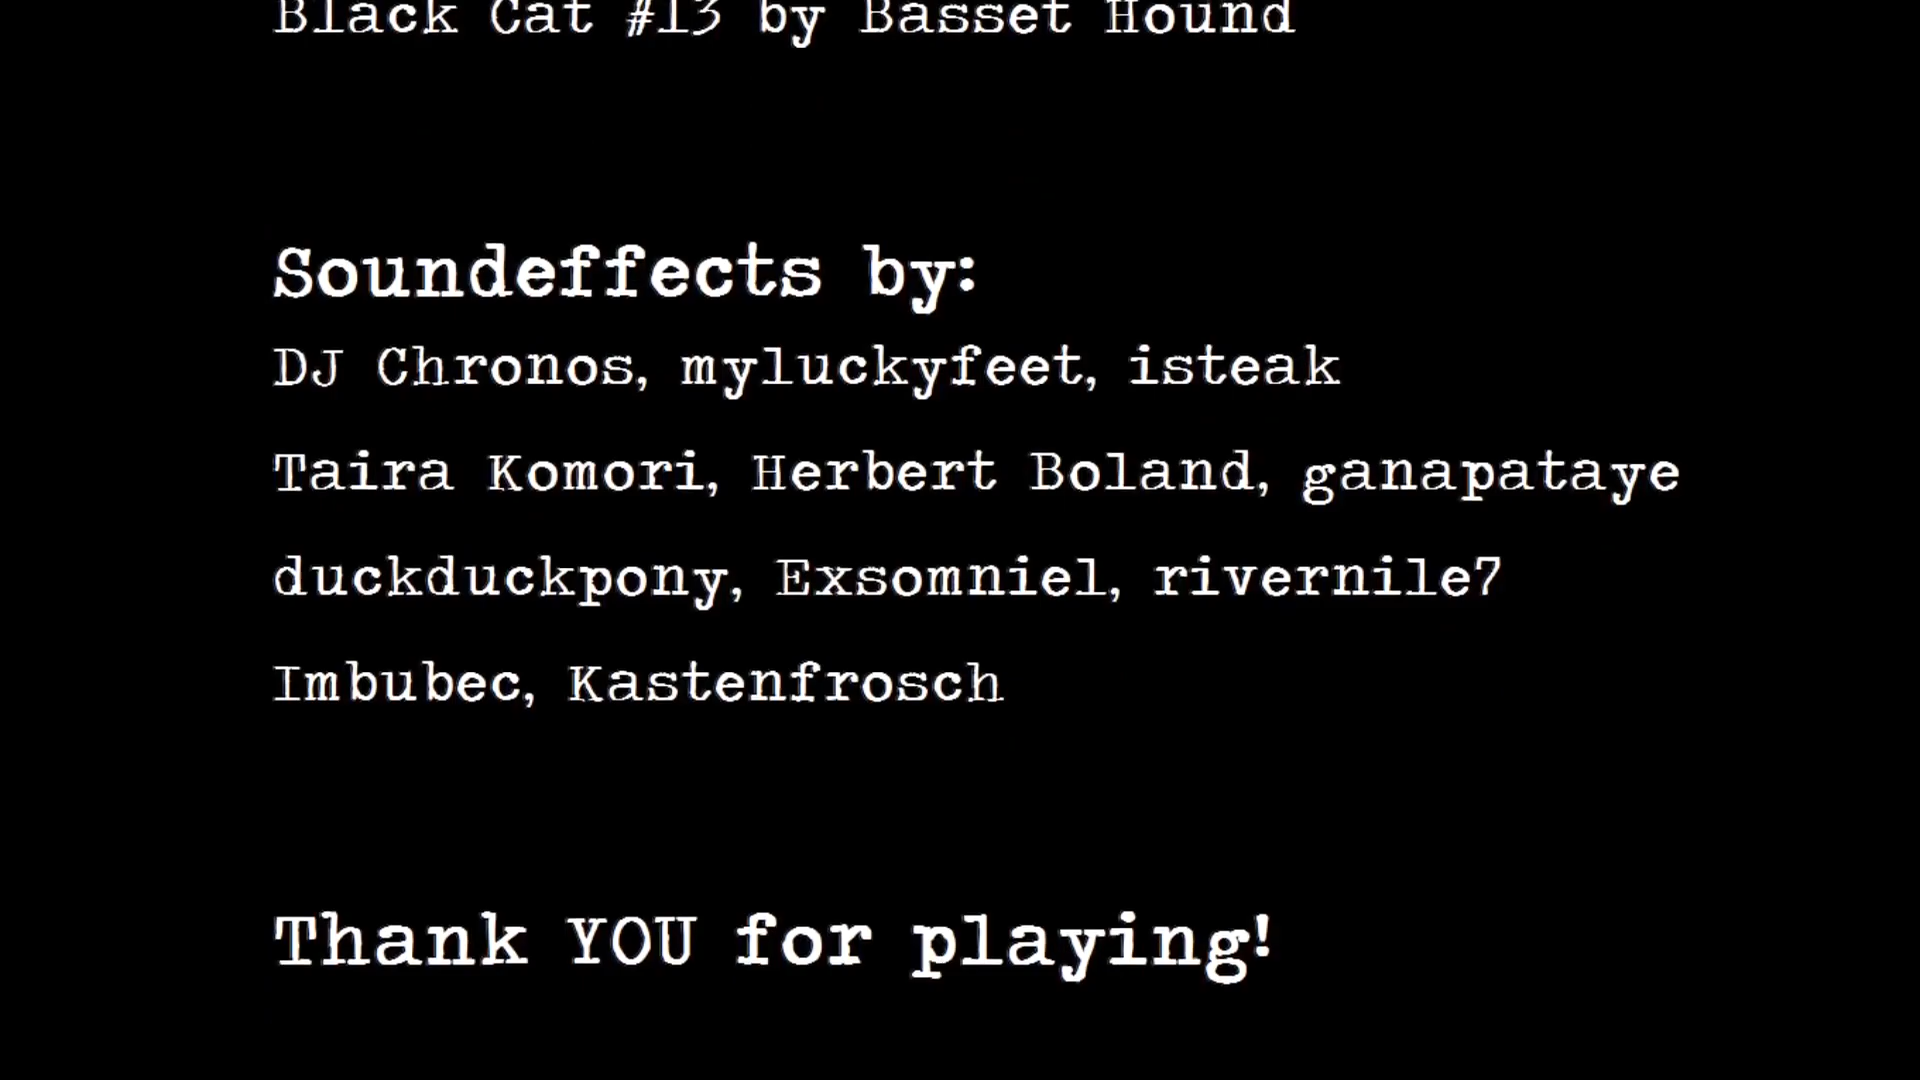 Black Cat #13 by Basset Hound
Soundeffects by:
DJ Chronos, myluckyfeet, isteak
Taira Komori, Herbert Boland, ganapataye
duckduckpony, Exsomniel, rivernile7
Imbubec, Kastenfrosch
Thank YOU for playing!